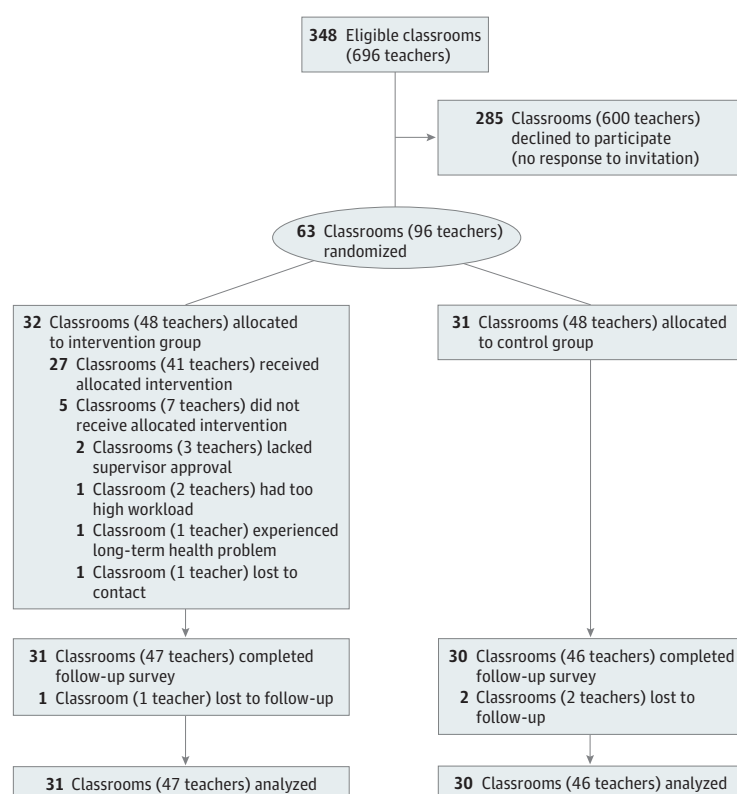 348 Eligible classrooms
(696 teachers)
285 Classrooms (600 teachers)
declined to participate
(no response to invitation)
63 Classrooms (96 teachers)
randomized
32 Classrooms (48 teachers) allocated
to intervention group
27 Classrooms (41 teachers) received
allocated intervention
5 Classrooms (7 teachers) did not
receive allocated intervention
2 Classrooms (3 teachers) lacked
supervisor approval
1 Classroom (2 teachers) had too
high workload
1 Classroom (1 teacher) experienced
long-term health problem
1 Classroom (1 teacher) lost to
contact
31 Classrooms (48 teachers) allocated
to control group
31 Classrooms (47 teachers) completed
follow-up survey
1 Classroom (1 teacher) lost to follow-up
30 Classrooms (46 teachers) completed
follow-up survey
2 Classrooms (2 teachers) lost to
follow-up
31 Classrooms (47 teachers) analyzed
30 Classrooms (46 teachers) analyzed